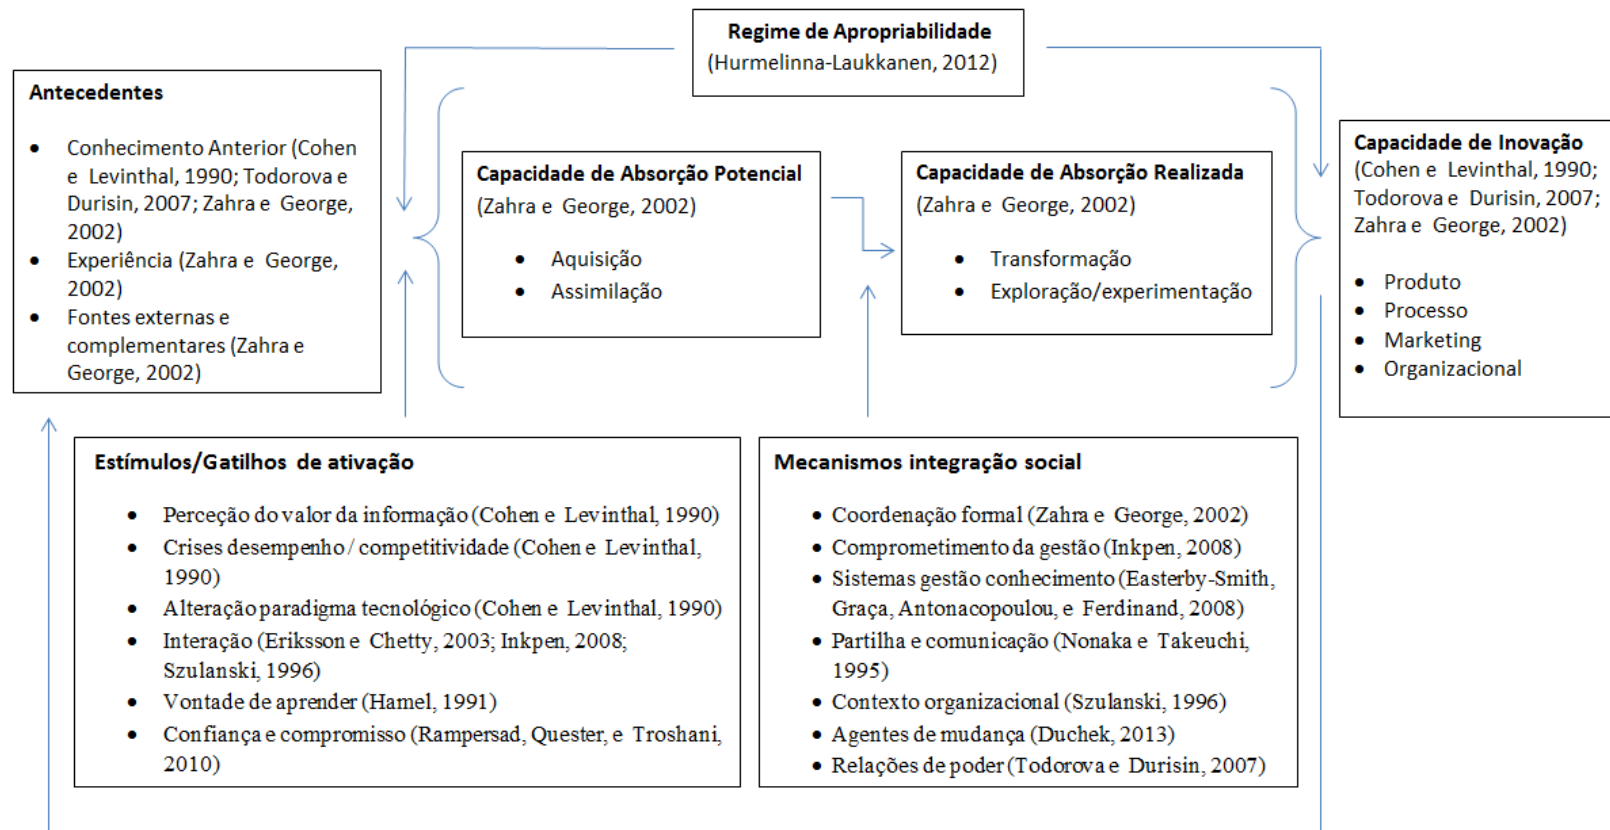 Regime de Apropriabilidade
(Hurmelinna-Laukkanen, 2012)
Antecedentes
• Conhecimento Anterior (Cohen
e Levinthal, 1990; Todorova e
Durisin, 2007; Zahra e George,
2002)
• Experiência (Zahra e George,
2002)
• Fontes externas e
complementares (Zahra e
George, 2002)
Capacidade de Absorção Potencial
(Zahra e George, 2002)
• Aquisição
• Assimilação
Capacidade de Absorção Realizada
(Zahra e George, 2002)
• Transformação
• Exploração/experimentação
Capacidade de Inovação
(Cohen e Levinthal, 1990;
Todorova e Durisin, 2007;
Zahra e George, 2002)
• Produto
• Processo
• Marketing
• Organizacional
Estímulos/Gatilhos de ativação
• Perceção do valor da informação (Cohen e Levinthal, 1990)
• Crises desempenho / competitividade (Cohen e Levinthal,
1990)
• Alteração paradigma tecnológico (Cohen e Levinthal, 1990)
• Interação (Eriksson e Chetty, 2003; Inkpen, 2008;
Szulanski, 1996)
• Vontade de aprender (Hamel, 1991)
• Confiança e compromisso (Rampersad, Quester, e Troshani,
2010)
Mecanismos integração social
• Coordenação formal (Zahra e George, 2002)
• Comprometimento da gestão (Inkpen, 2008)
• Sistemas gestão conhecimento (Easterby-Smith,
Graça, Antonacopoulou, e Ferdinand, 2008)
• Partilha e comunicação (Nonaka e Takeuchi,
1995)
• Contexto organizacional (Szulanski, 1996)
• Agentes de mudança (Duchek, 2013)
• Relações de poder (Todorova e Durisin, 2007)